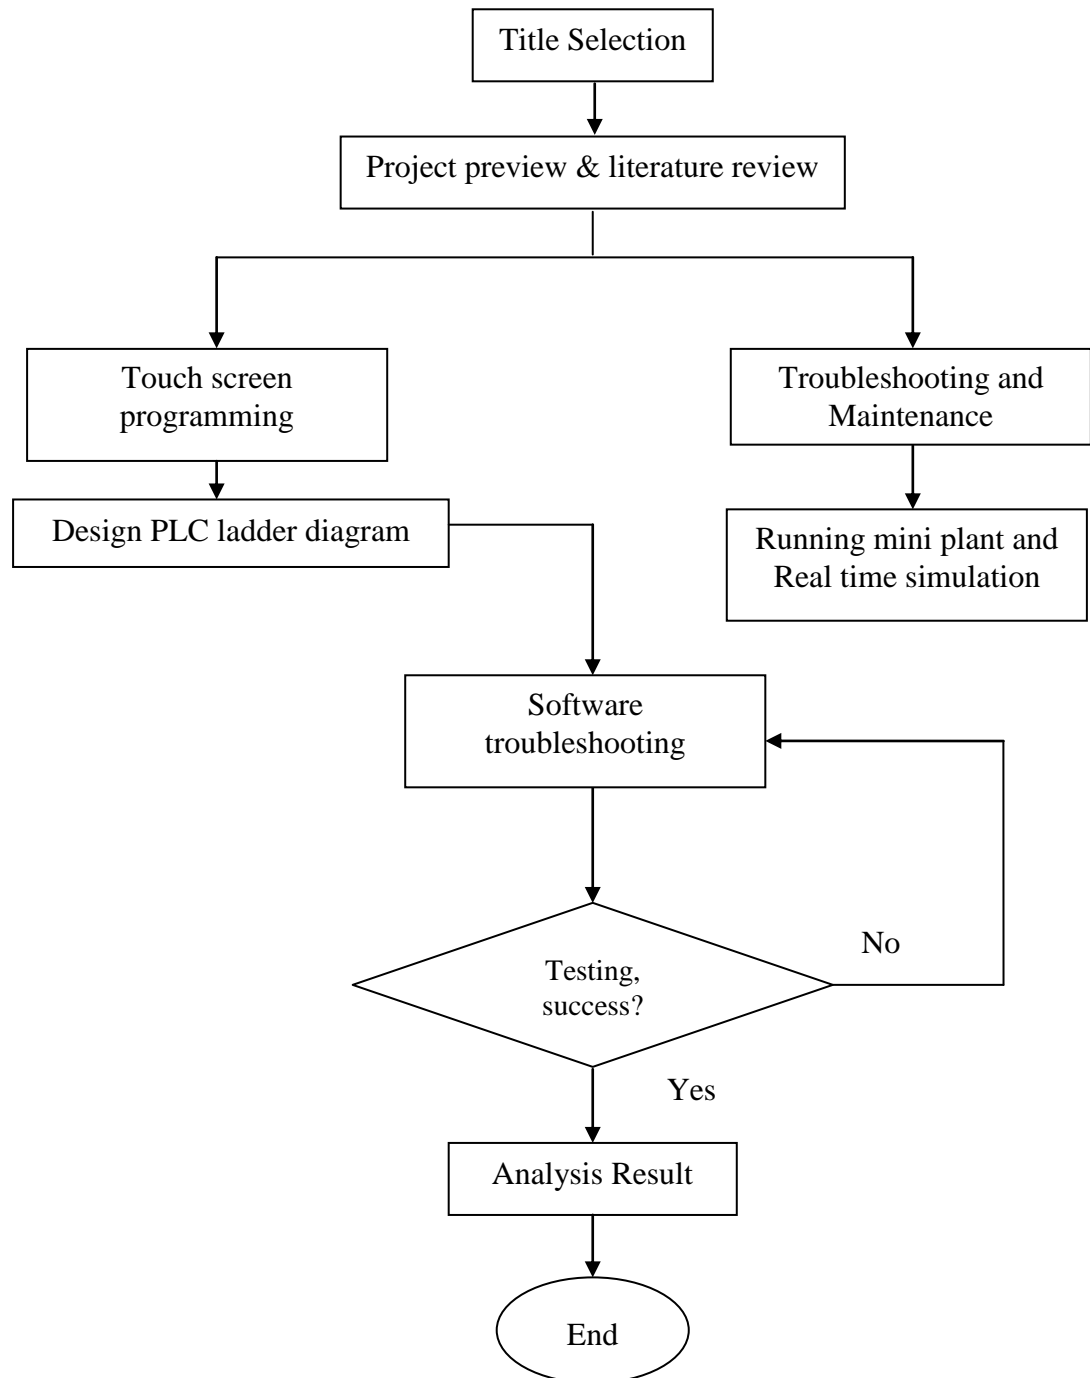 Title Selection
Project preview & literature review
Touch screen
programming
Troubleshooting and
Maintenance
Design PLC ladder diagram
Running mini plant and
Real time simulation
Software
troubleshooting
No
Testing,
success?
Yes
Analysis Result
End